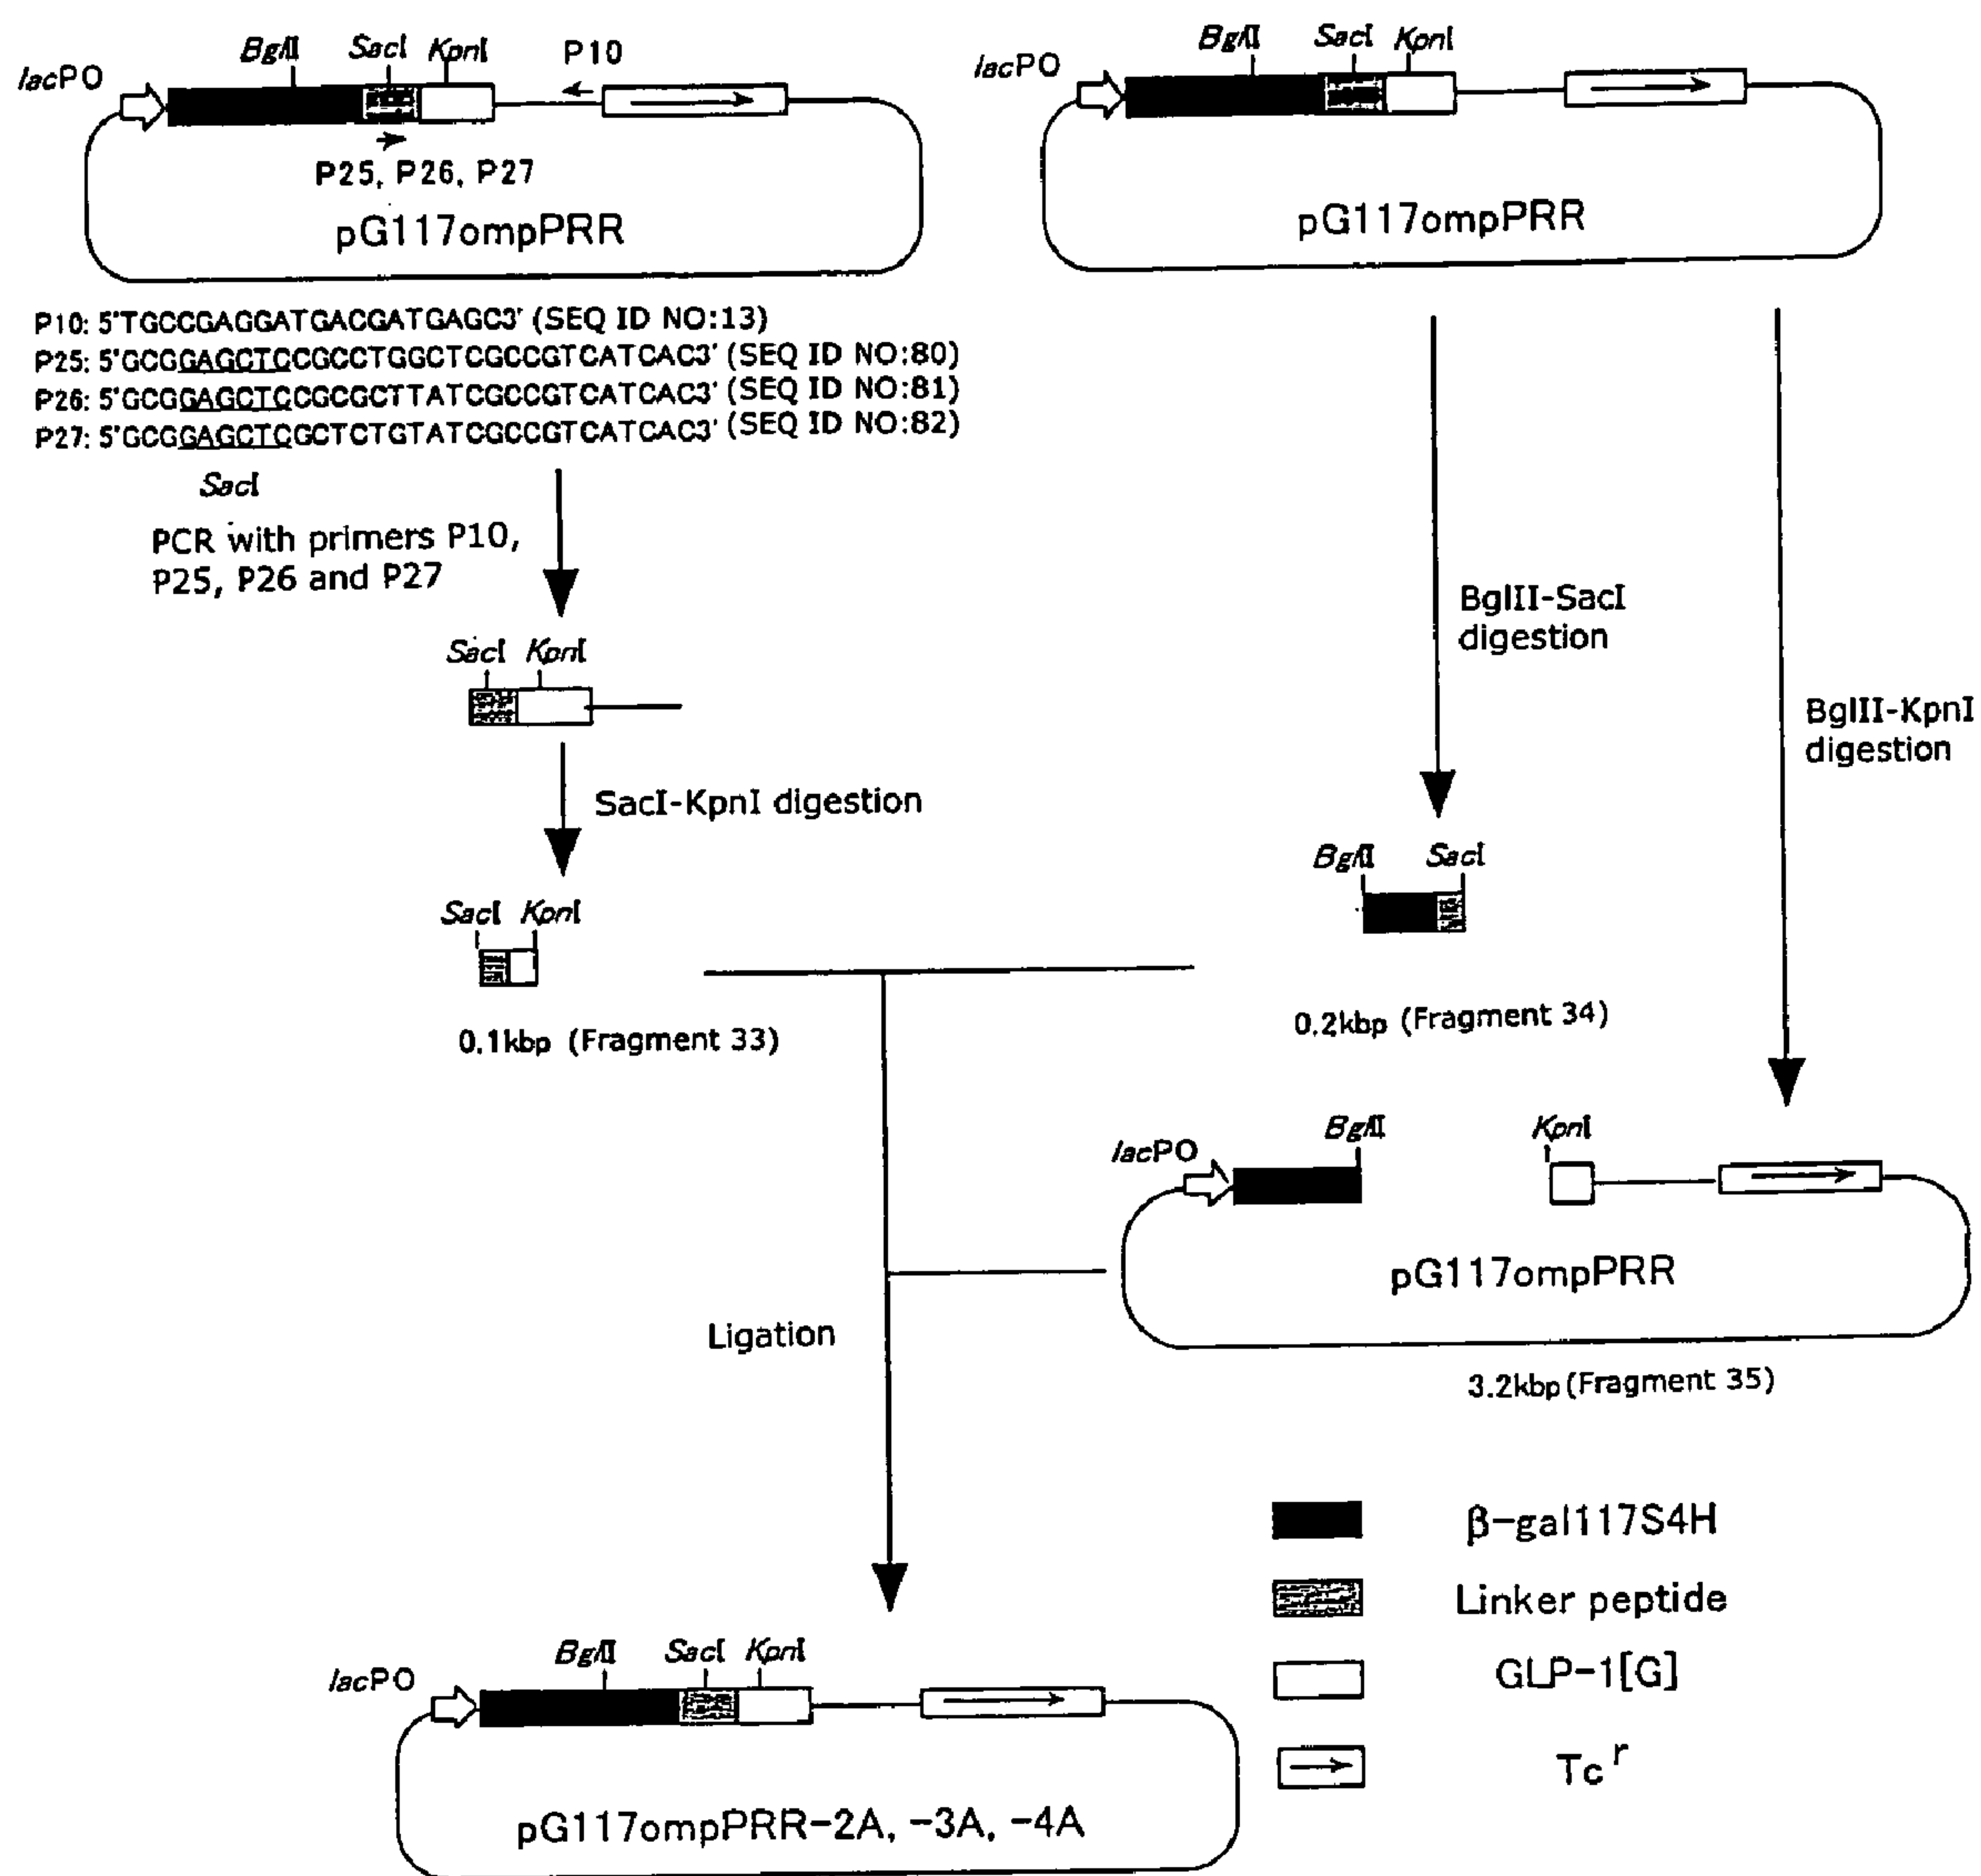 BglII SacI KpnI P10
lacPO
P25, P26, P27
pG117ompPRR
BglII SacI KpnI
lacPO
pG117ompPRR
P10: 5'TGCCGAGGATGACGATGAGC3' (SEQ ID NO:13)
P25: 5'GCGGAGCTCCGCCTGGCTCGCCGTCATCAC3' (SEQ ID NO:80)
P26: 5'GCGGAGCTCCGCGCTTATCGCCGTCATCAC3' (SEQ ID NO:81)
P27: 5'GCGGAGCTCGCTCTGTATCGCCGTCATCAC3' (SEQ ID NO:82)
SacI
PCR with primers P10,
P25, P26 and P27
BglII-SacI
digestion
BglII-KpnI
digestion
SacI KpnI
SacI-KpnI digestion
SacI KpnI
0.1kbp (Fragment 33)
BglII SacI
0.2kbp (Fragment 34)
BglII KpnI
lacPO
pG117ompPRR
3.2kbp (Fragment 35)
Ligation
BglII SacI KpnI
lacPO
pG117ompPRR-2A, -3A, -4A
β-gal117S4H
Linker peptide
GLP-1[G]
Tc r